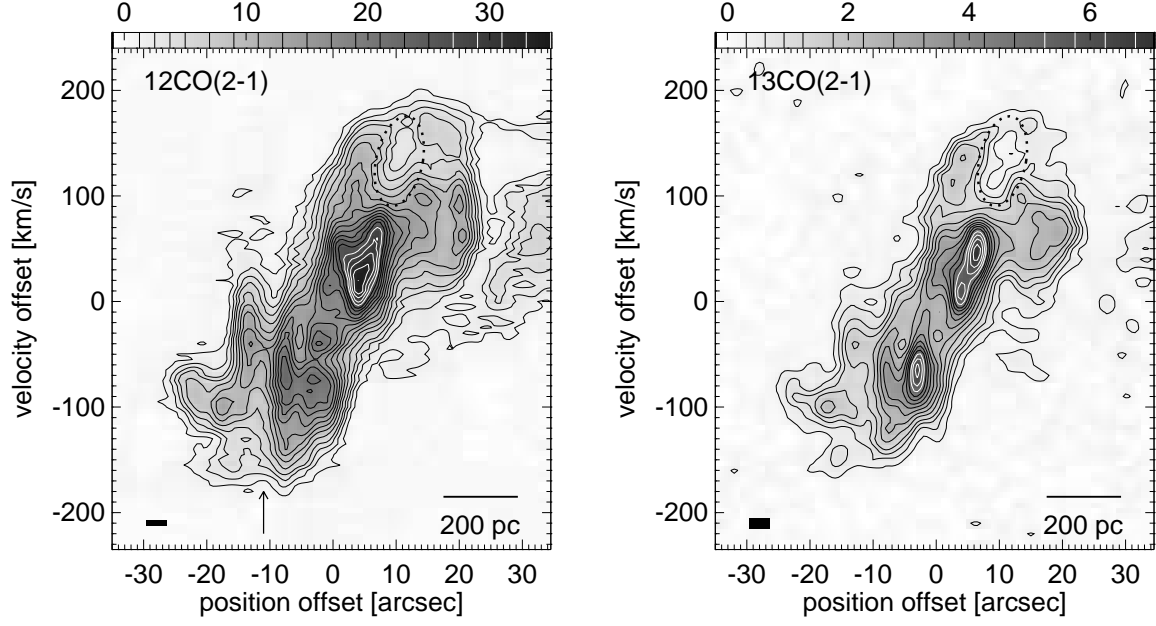 0 10 20 30
12CO(2-1)
200
100
0
-100
-200
velocity offset [km/s]
200 pc
-30 -20 -10 0 10 20 30
position offset [arcsec]
0 2 4 6
13CO(2-1)
200
100
0
-100
-200
velocity offset [km/s]
200 pc
-30 -20 -10 0 10 20 30
position offset [arcsec]